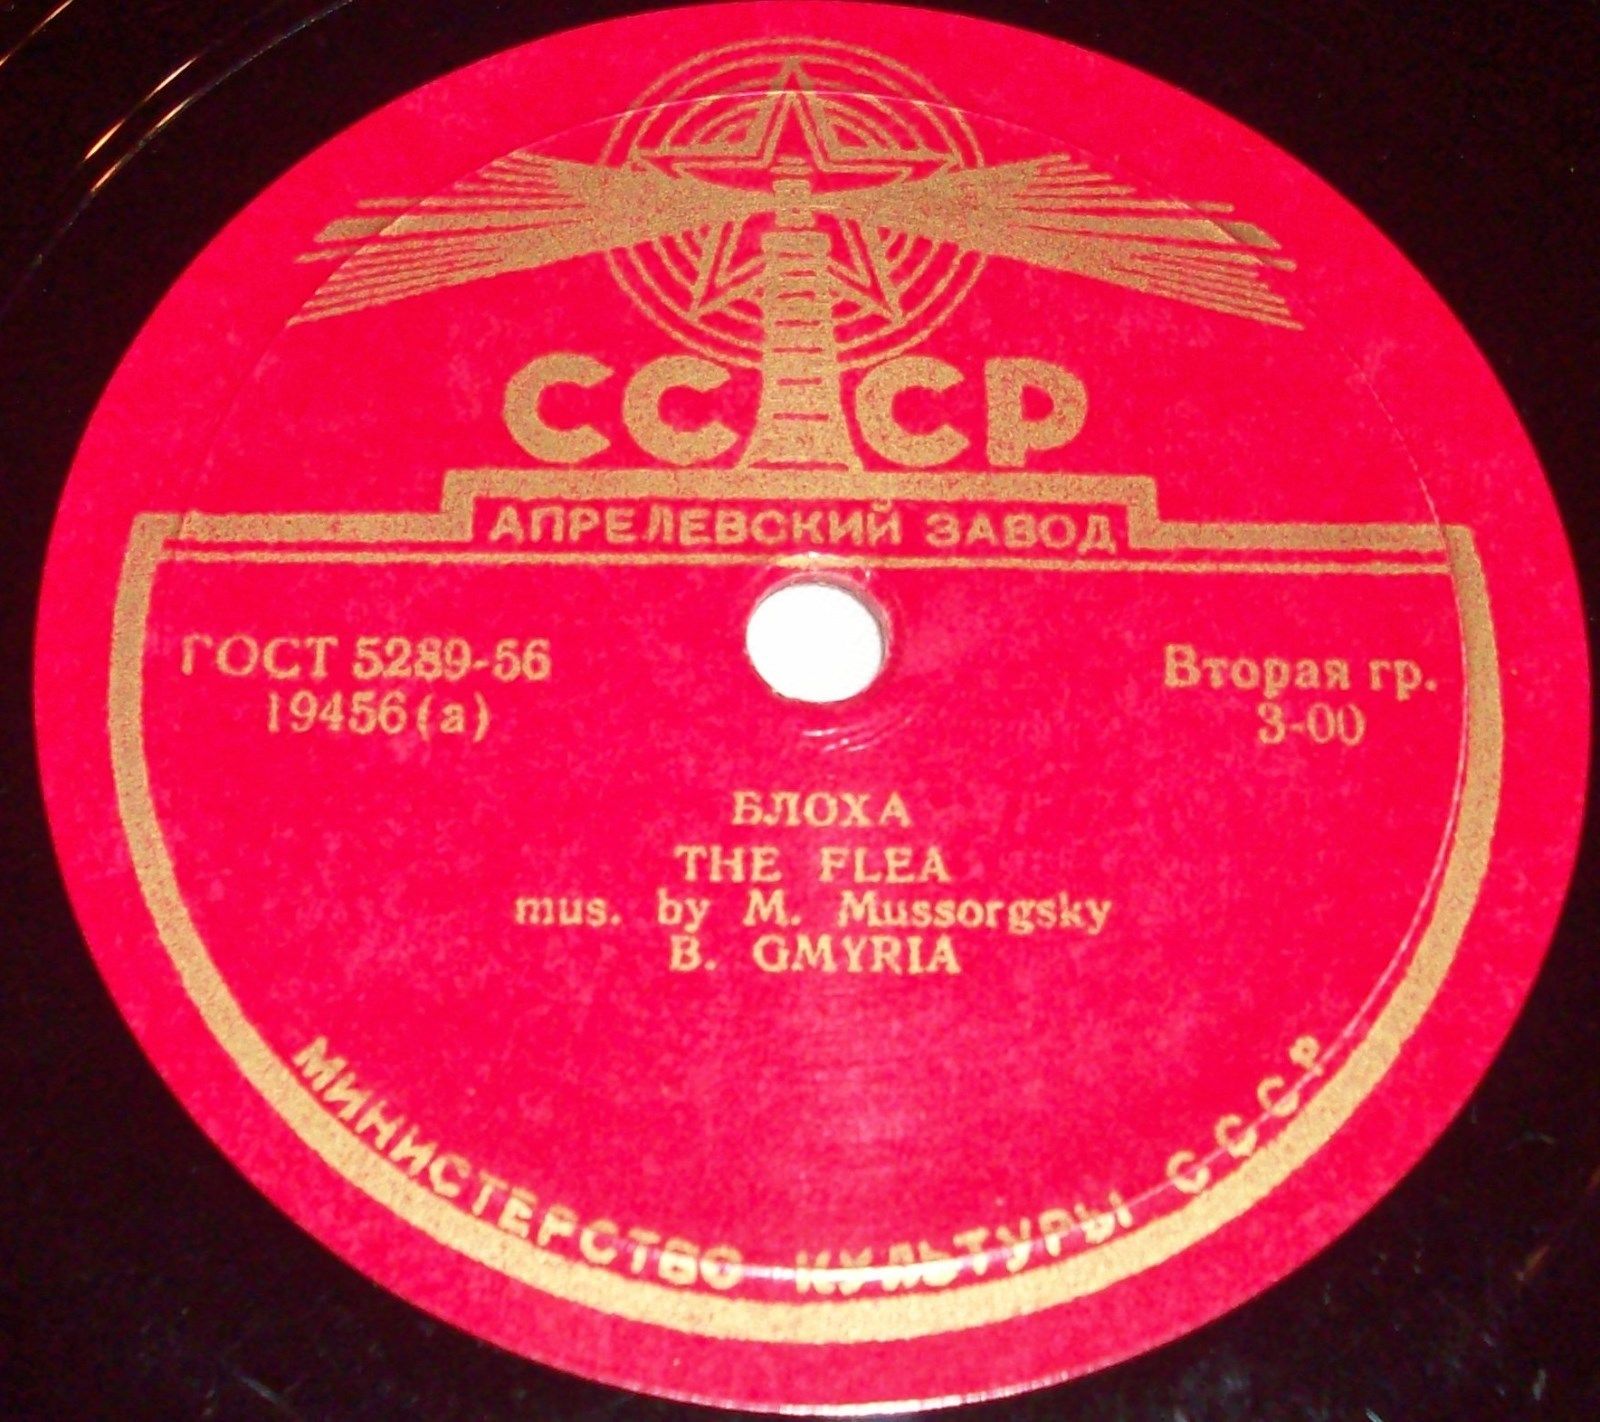 СССР
АПРЕЛЕВСКИЙ ЗАВОД
ГОСТ 5289-56
19456(а)
Вторая гр.
3-00
БЛОХА
THE FLEA
mus. by M. Mussorgsky
B. GMYRIA
МИНИСТЕРСТВО КУЛЬТУРЫ СССР